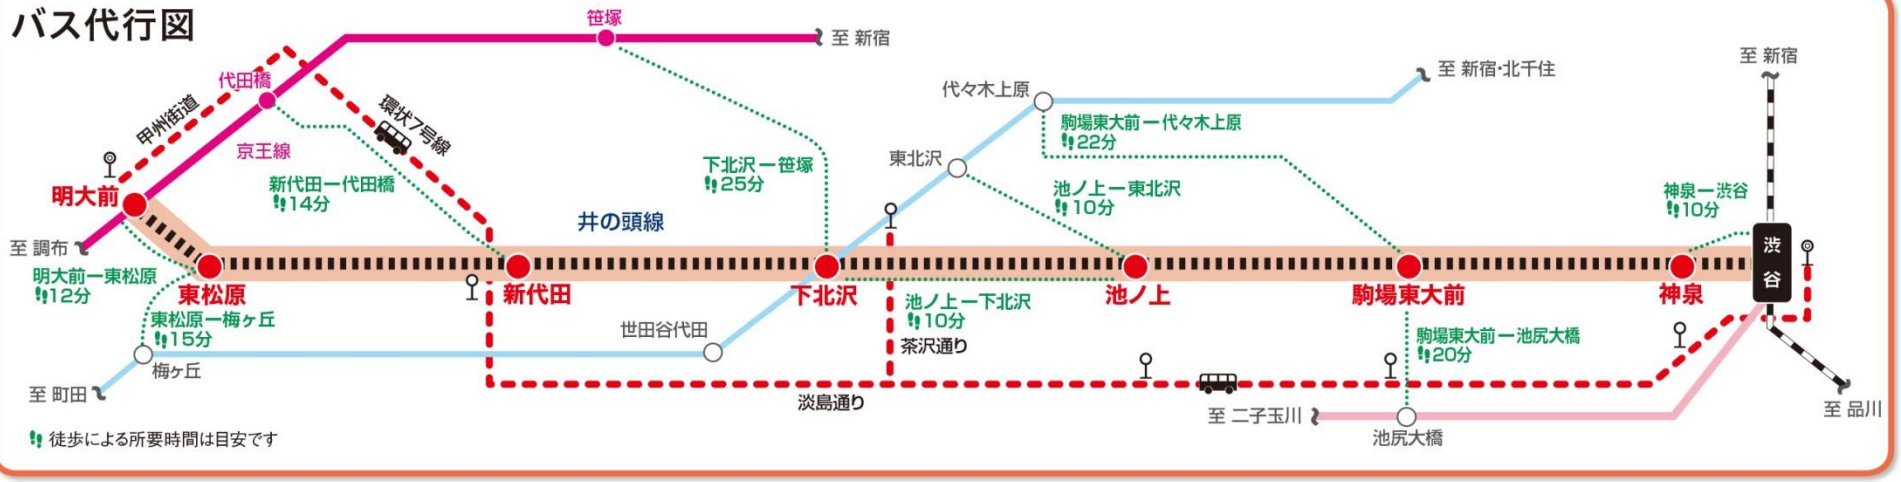 バス代行図
笹塚
至 新宿
代田橋
甲州街道
環状7号線
京王線
新代田ー代田橋
14分
明大前
至 調布
明大前ー東松原
12分
東松原
東松原ー梅ヶ丘
15分
梅ヶ丘
至 町田
井の頭線
新代田
下北沢ー笹塚
25分
下北沢
世田谷代田
東北沢
代々木上原
至 新宿・北千住
駒場東大前ー代々木上原
22分
池ノ上ー東北沢
10分
池ノ上ー下北沢
10分
茶沢通り
淡島通り
池ノ上
駒場東大前
駒場東大前ー池尻大橋
20分
至 二子玉川
池尻大橋
神泉ー渋谷
10分
神泉
至 新宿
渋谷
至 品川
徒歩による所要時間は目安です